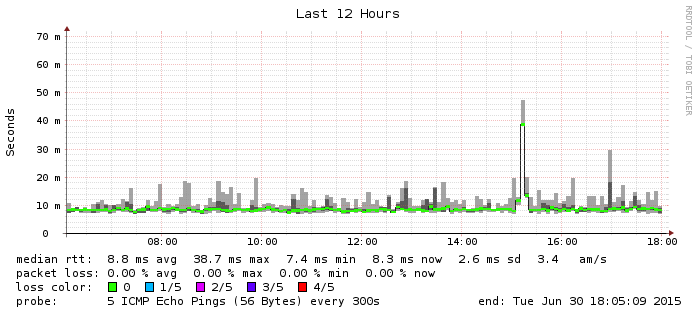 Last 12 Hours
RRDTOOL / TOBI OETIKER
Seconds
70 m
60 m
50 m
40 m
30 m
20 m
10 m
0
08:00 10:00 12:00 14:00 16:00 18:00
median rtt: 8.8 ms avg 38.7 ms max 7.4 ms min 8.3 ms now 2.6 ms sd 3.4 am/s
packet loss: 0.00 % avg 0.00 % max 0.00 % min 0.00 % now
loss color: 0 1/5 2/5 3/5 4/5
probe: 5 ICMP Echo Pings (56 Bytes) every 300s end: Tue Jun 30 18:05:09 2015